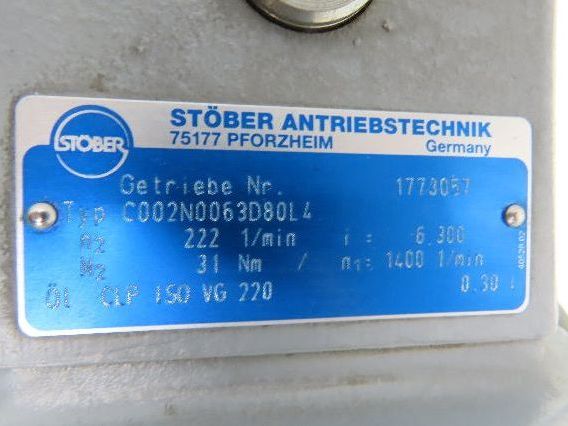 STÖBER ANTRIEBSTECHNIK
75177 PFORZHEIM Germany
STÖBER
Getriebe Nr. 1773057
Typ C002N0063D80L4
n2 222 1/min i = 6.300
M2 31 Nm / n1= 1400 1/min
ÖL CLP ISO VG 220 0.30 l